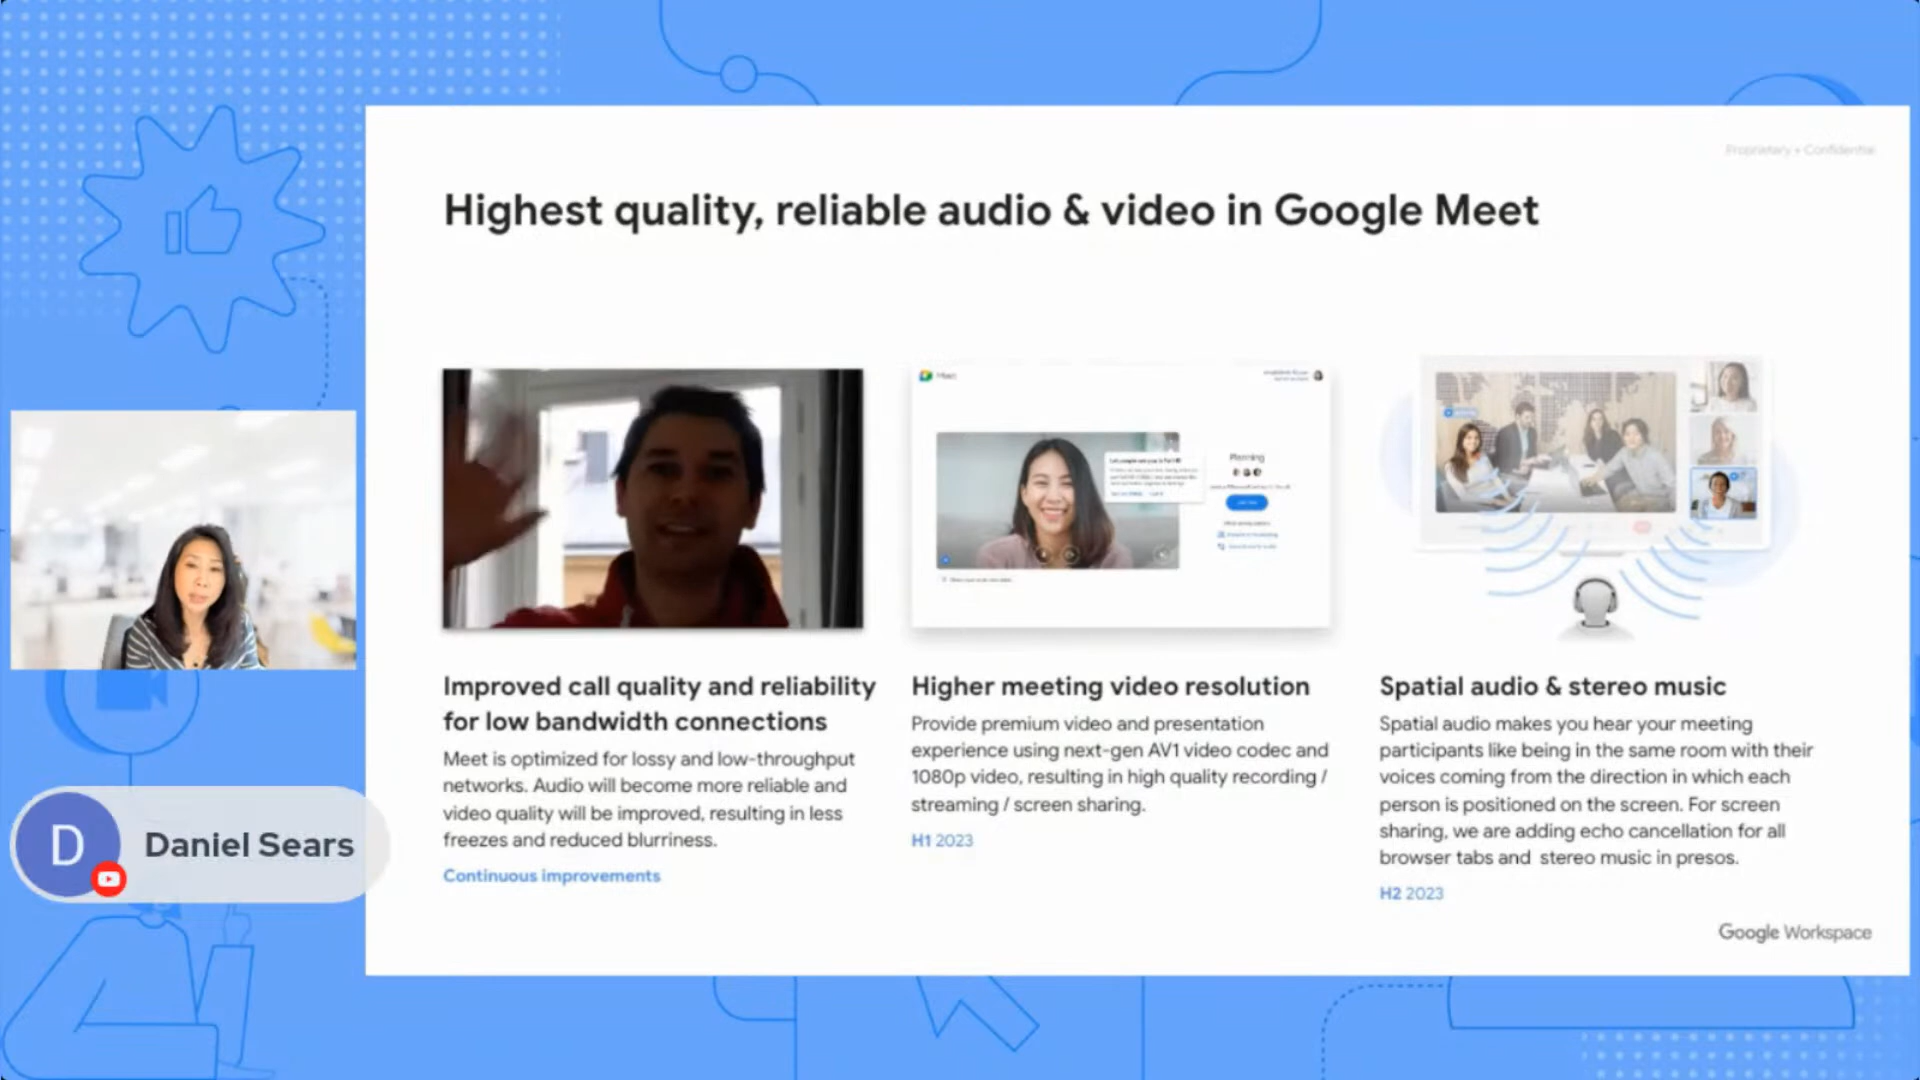 Proprietary + Confidential
Highest quality, reliable audio & video in Google Meet
Meet
Planning
Improved call quality and reliability
for low bandwidth connections
Meet is optimized for lossy and low-throughput
networks. Audio will become more reliable and
video quality will be improved, resulting in less
freezes and reduced blurriness.
Continuous improvements
Higher meeting video resolution
Provide premium video and presentation
experience using next-gen AV1 video codec and
1080p video, resulting in high quality recording /
streaming / screen sharing.
H1 2023
Spatial audio & stereo music
Spatial audio makes you hear your meeting
participants like being in the same room with their
voices coming from the direction in which each
person is positioned on the screen. For screen
sharing, we are adding echo cancellation for all
browser tabs and stereo music in presos.
H2 2023
D
Daniel Sears
Google Workspace